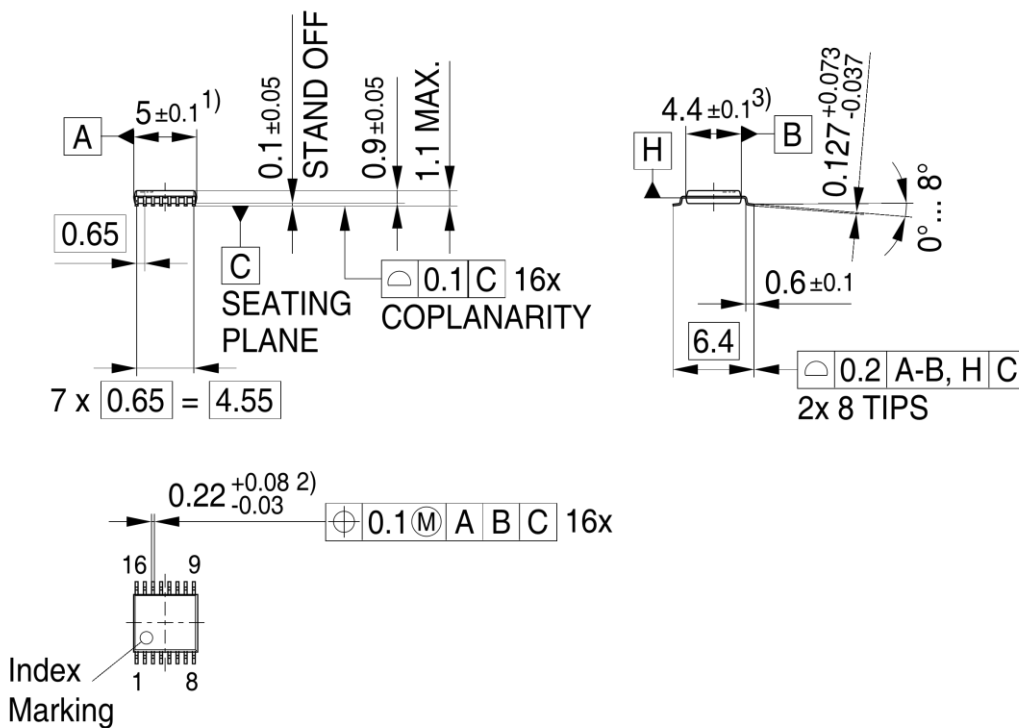 A
5 ±0.1 1)
0.1 ±0.05
STAND OFF
0.9 ±0.05
1.1 MAX.
0.65
C
SEATING
PLANE
⌓ 0.1 C 16x
COPLANARITY
7 x 0.65 = 4.55
4.4 ±0.1 3)
B
H
0.127 +0.073 -0.037
0°... 8°
0.6 ±0.1
6.4
⌓ 0.2 A-B, H C
2x 8 TIPS
0.22 +0.08 -0.03 2)
⌖ 0.1 Ⓜ A B C 16x
16 9
Index
Marking
1 8